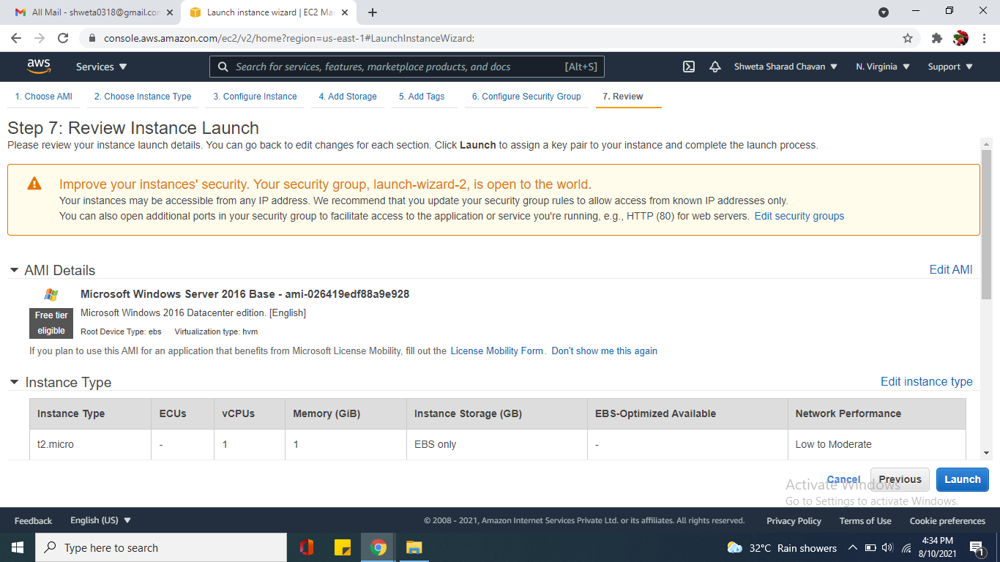 All Mail - shweta0318@gmail.cor
Launch instance wizard | EC2 Mar
console.aws.amazon.com/ec2/v2/home?region=us-east-1#LaunchInstanceWizard:
aws Services Search for services, features, marketplace products, and docs [Alt+S] Shweta Sharad Chavan N. Virginia Support
1. Choose AMI 2. Choose Instance Type 3. Configure Instance 4. Add Storage 5. Add Tags 6. Configure Security Group 7. Review
Step 7: Review Instance Launch
Please review your instance launch details. You can go back to edit changes for each section. Click Launch to assign a key pair to your instance and complete the launch process.
Improve your instances' security. Your security group, launch-wizard-2, is open to the world.
Your instances may be accessible from any IP address. We recommend that you update your security group rules to allow access from known IP addresses only.
You can also open additional ports in your security group to facilitate access to the application or service you're running, e.g., HTTP (80) for web servers. Edit security groups
AMI Details Edit AMI
Microsoft Windows Server 2016 Base - ami-026419edf88a9e928
Free tier eligible
Microsoft Windows 2016 Datacenter edition. [English]
Root Device Type: ebs Virtualization type: hvm
If you plan to use this AMI for an application that benefits from Microsoft License Mobility, fill out the License Mobility Form. Don't show me this again
Instance Type Edit instance type
Instance Type ECUs vCPUs Memory (GiB) Instance Storage (GB) EBS-Optimized Available Network Performance
t2.micro - 1 1 EBS only - Low to Moderate
Cancel Previous Launch
Activate Windows
Go to Settings to activate Windows.
Feedback English (US) © 2008 - 2021, Amazon Internet Services Private Ltd. or its affiliates. All rights reserved. Privacy Policy Terms of Use Cookie preferences
Type here to search 32°C Rain showers 4:34 PM
8/10/2021 1